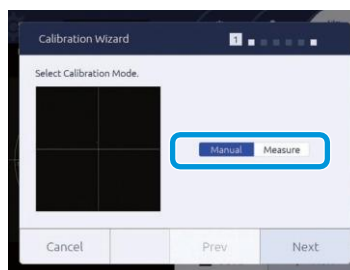 Calibration Wizard 1
Select Calibration Mode.
Manual Measure
Cancel Prev Next